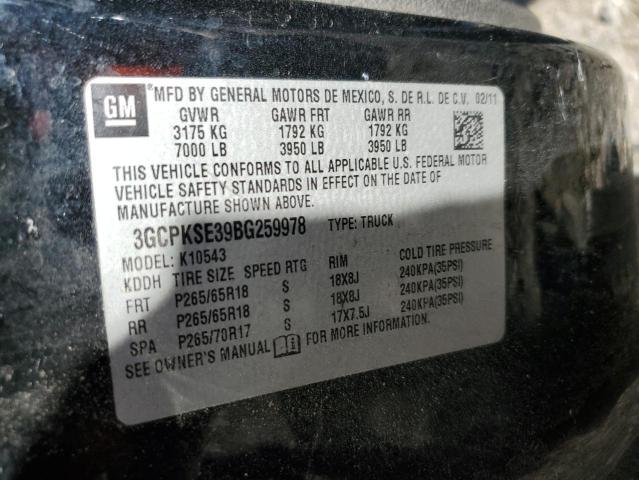 GM
*MFD BY GENERAL MOTORS DE MEXICO, S. DE R.L. DE C.V. 02/11
GVWR GAWR FRT GAWR RR
3175 KG 1792 KG 1792 KG
7000 LB 3950 LB 3950 LB
THIS VEHICLE CONFORMS TO ALL APPLICABLE U.S. FEDERAL MOTOR
VEHICLE SAFETY STANDARDS IN EFFECT ON THE DATE OF
MANUFACTURE SHOWN ABOVE.
3GCPKSE39BG259978 TYPE: TRUCK
MODEL: K10543
KDDH TIRE SIZE SPEED RTG RIM COLD TIRE PRESSURE
FRT P265/65R18 S 18X8J 240KPA(35PSI)
RR P265/65R18 S 18X8J 240KPA(35PSI)
SPA P265/70R17 S 17X7.5J 240KPA(35PSI)
SEE OWNER'S MANUAL FOR MORE INFORMATION.